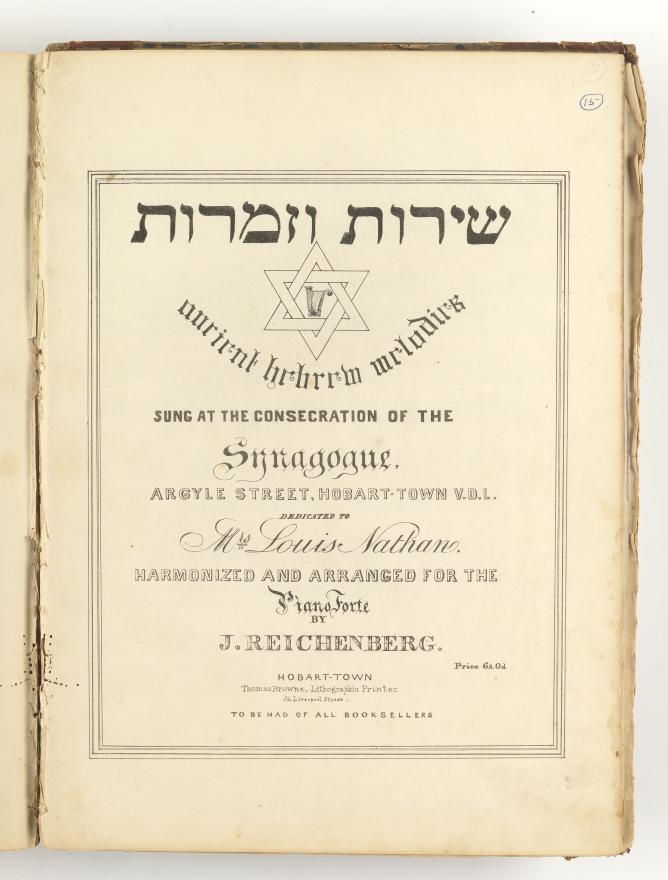 15
שירות וזמרות
ancient hebrew melodies
SUNG AT THE CONSECRATION OF THE
Synagogue,
ARGYLE STREET, HOBART-TOWN V.D.L.
DEDICATED TO
Mrs Louis Nathan.
HARMONIZED AND ARRANGED FOR THE
Piano Forte
BY
J. REICHENBERG.
Price 6s.0d
HOBART-TOWN
Thomas Browne, Lithographic Printer
Liverpool Street.
TO BE HAD OF ALL BOOKSELLERS